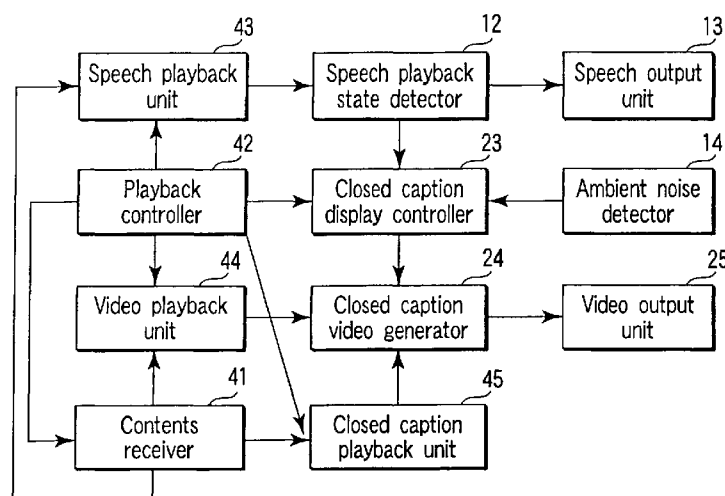 43
Speech playback
unit
12
Speech playback
state detector
13
Speech output
unit
42
Playback
controller
23
Closed caption
display controller
14
Ambient noise
detector
44
Video playback
unit
24
Closed caption
video generator
25
Video output
unit
41
Contents
receiver
45
Closed caption
playback unit